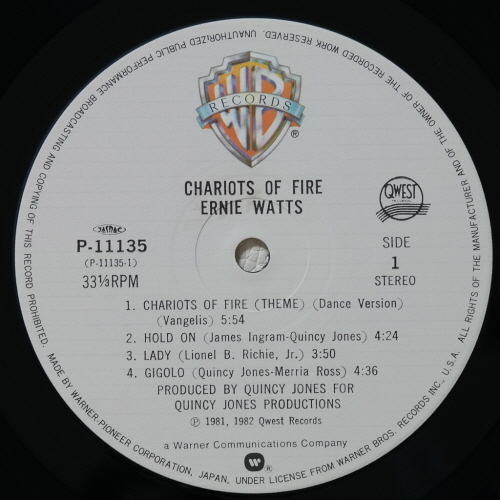 WB
RECORDS
®
CHARIOTS OF FIRE
ERNIE WATTS
JASRAC
QWEST
RECORDS
P-11135
(P-11135-1)
33⅓RPM
SIDE
1
STEREO
1. CHARIOTS OF FIRE (THEME) (Dance Version)
(Vangelis) 5:54
2. HOLD ON (James Ingram-Quincy Jones) 4:24
3. LADY (Lionel B. Richie, Jr.) 3:50
4. GIGOLO (Quincy Jones-Merria Ross) 4:36
PRODUCED BY QUINCY JONES FOR
QUINCY JONES PRODUCTIONS
℗ 1981, 1982 Qwest Records
a Warner Communications Company
MADE BY WARNER-PIONEER CORPORATION, JAPAN, UNDER LICENSE FROM WARNER BROS. RECORDS INC., U.S.A. ALL RIGHTS OF THE MANUFACTURER AND OF THE OWNER OF THE RECORDED WORK RESERVED. UNAUTHORIZED PUBLIC PERFORMANCE BROADCASTING AND COPYING OF THIS RECORD PROHIBITED.